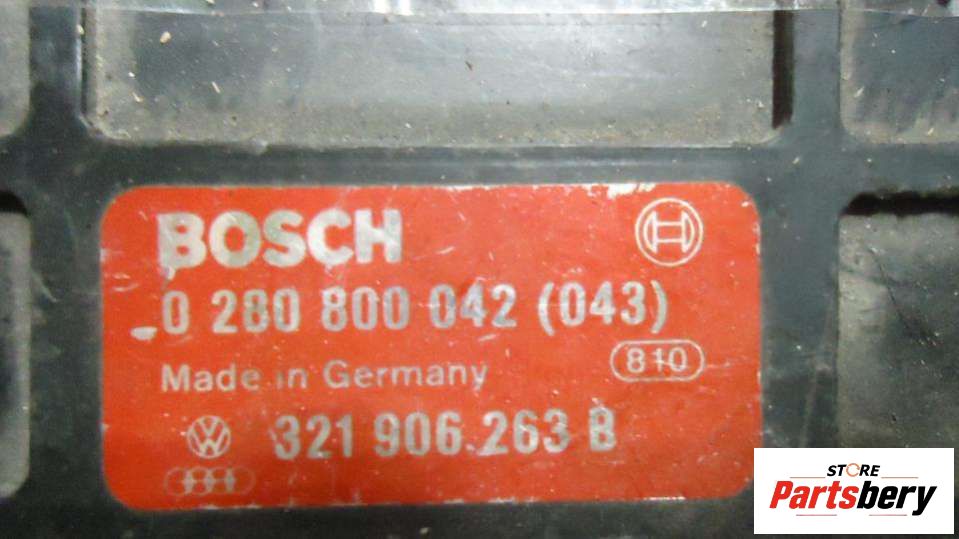 BOSCH
0 280 800 042 (043)
Made in Germany
810
321 906 263 B
STORE
Partsbery